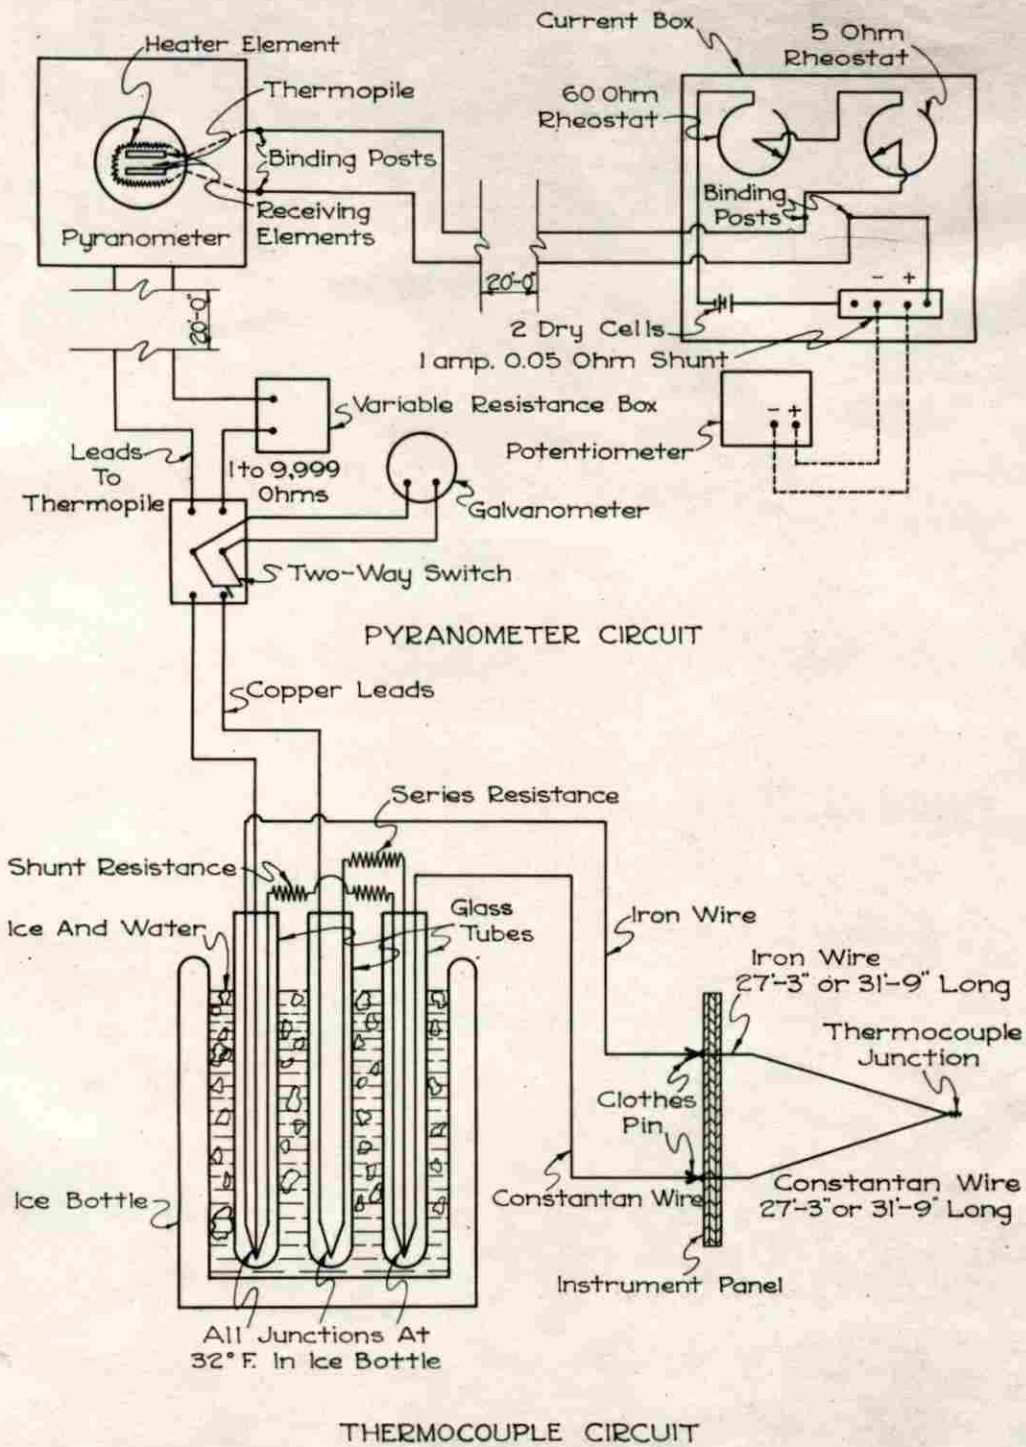 Current Box
5 Ohm
Rheostat
Heater Element
Thermopile
60 Ohm
Rheostat
Binding Posts
Receiving
Elements
Pyranometer
Binding
Posts
20'-0"
- +
20'-0"
2 Dry Cells
1 amp. 0.05 Ohm Shunt
Variable Resistance Box
- +
Potentiometer
Leads
To
Thermopile
1 to 9,999
Ohms
Galvanometer
Two-Way Switch
PYRANOMETER CIRCUIT
Copper Leads
Series Resistance
Shunt Resistance
Glass
Tubes
Ice And Water
Iron Wire
Iron Wire
27'-3" or 31'-9" Long
Thermocouple
Junction
Clothes
Pin
Ice Bottle
Constantan Wire
Constantan Wire
27'-3" or 31'-9" Long
Instrument Panel
All Junctions At
32° F. In Ice Bottle
THERMOCOUPLE CIRCUIT